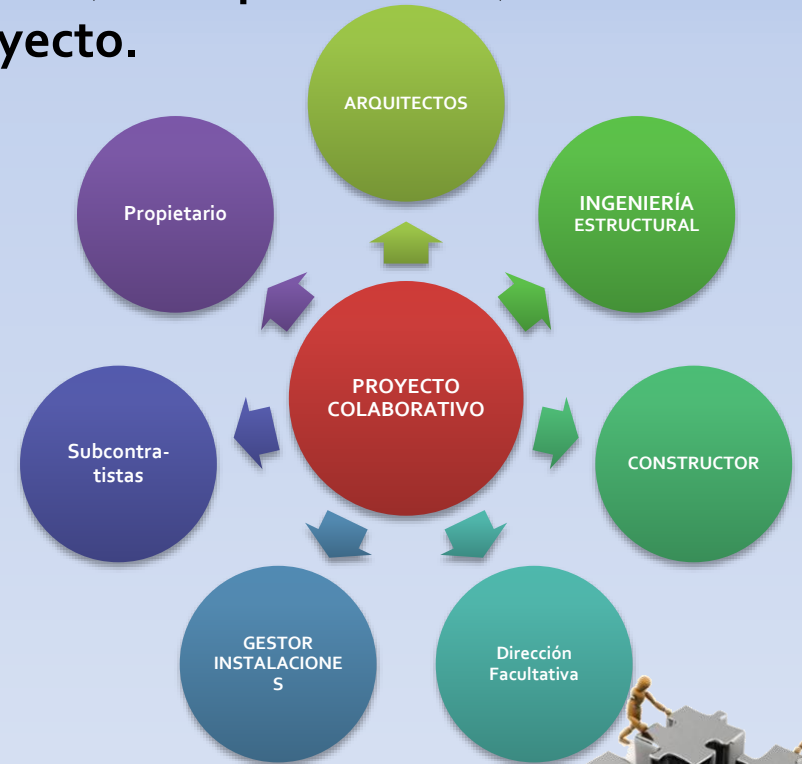 yecto.
ARQUITECTOS
INGENIERÍA
ESTRUCTURAL
CONSTRUCTOR
Dirección
Facultativa
GESTOR
INSTALACIONE
S
Subcontra-
tistas
Propietario
PROYECTO
COLABORATIVO